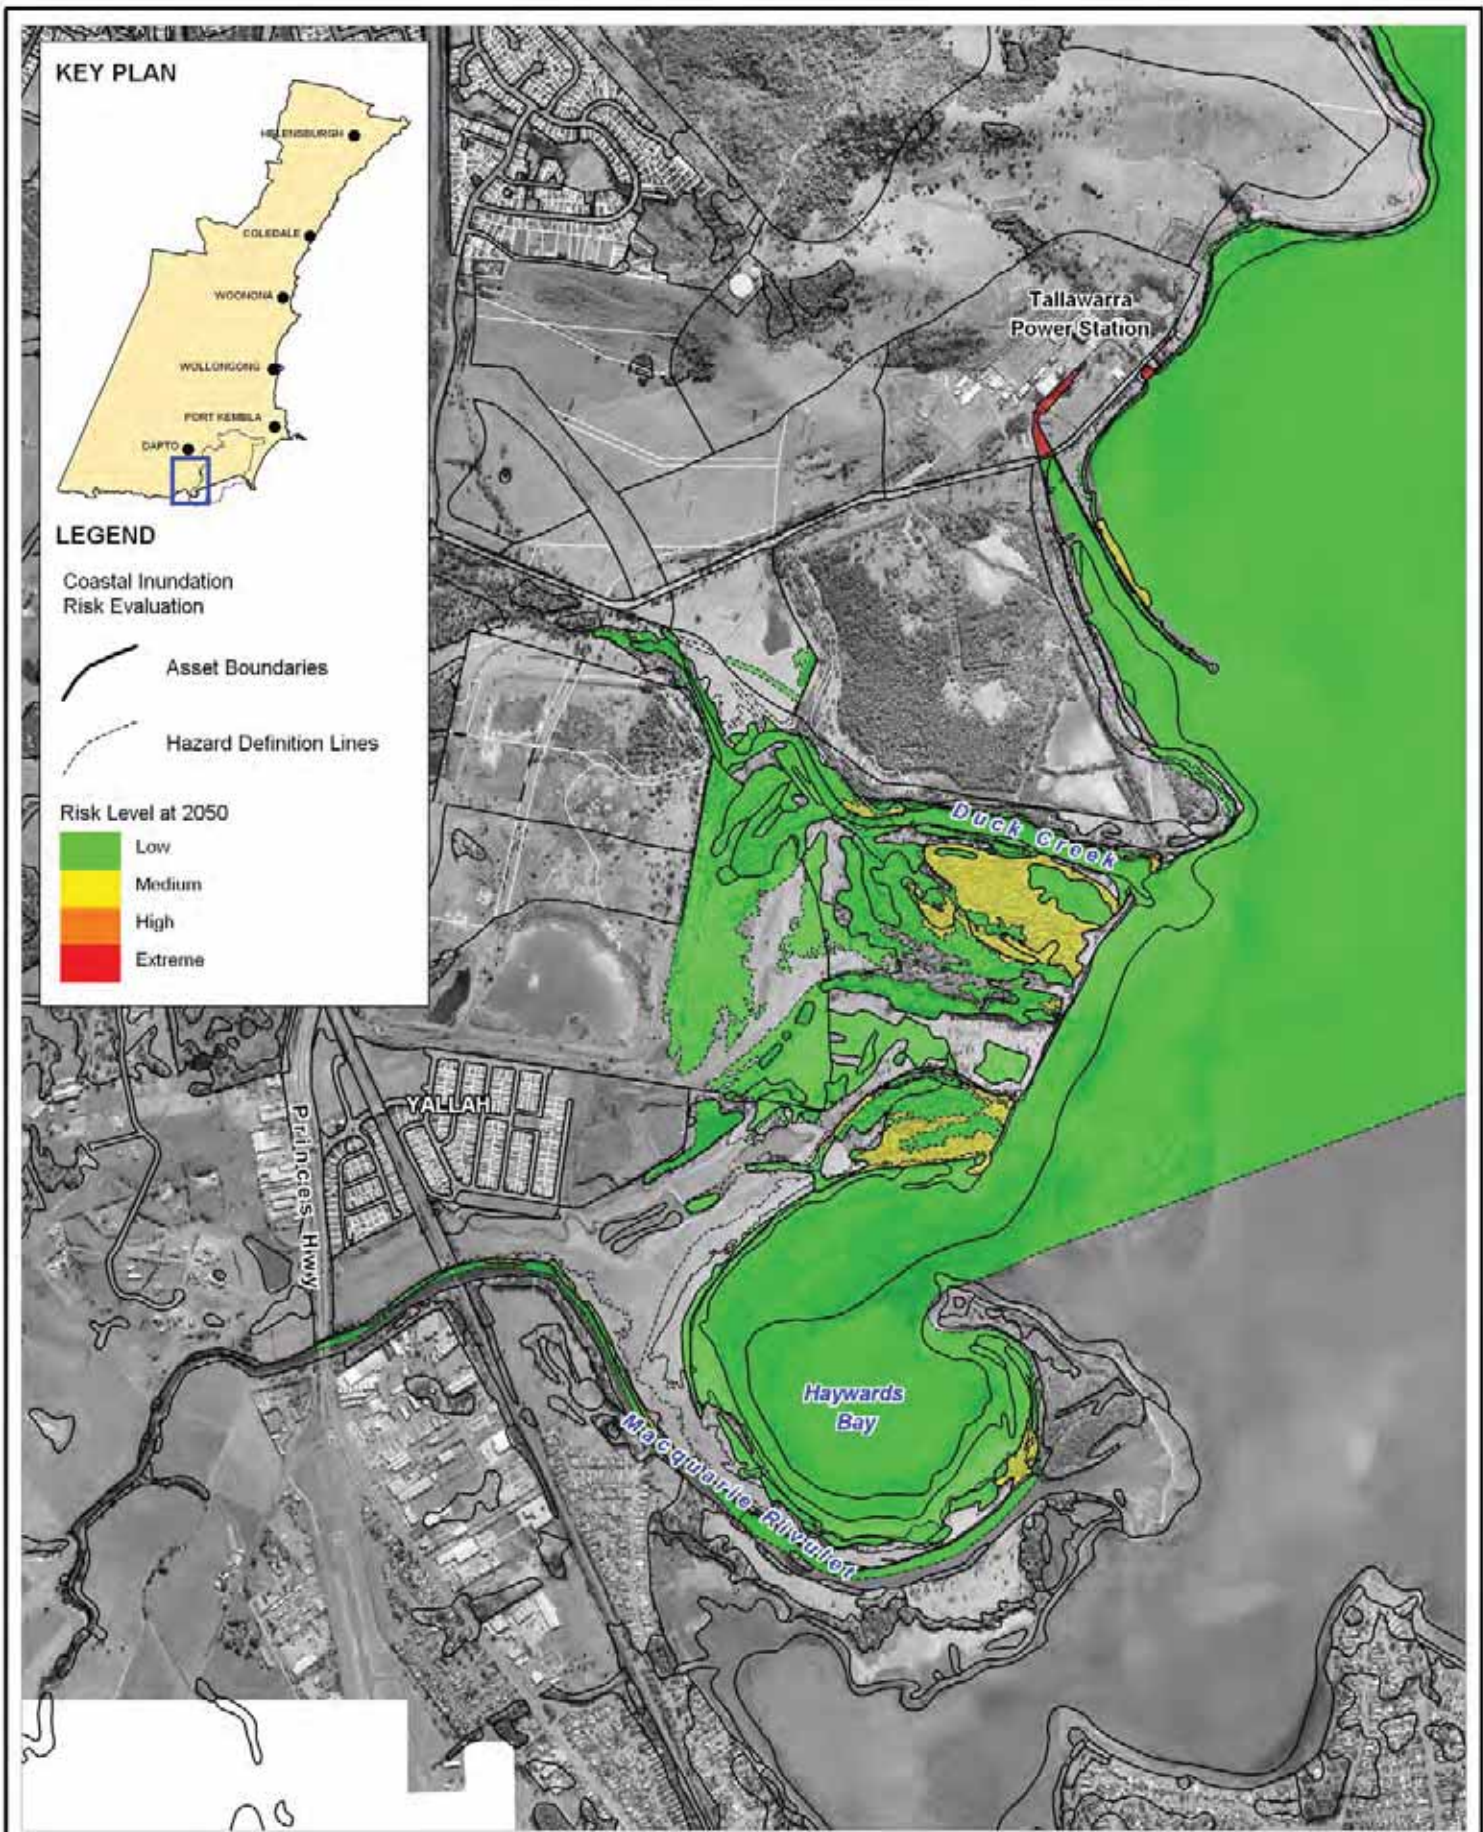 KEY PLAN
HELENSBURGH
COLEDALE
WOONONA
WOLLONGONG
PORT KEMBLA
DAPTO
LEGEND
Coastal Inundation
Risk Evaluation
Asset Boundaries
Hazard Definition Lines
Risk Level at 2050
Low
Medium
High
Extreme
Tallawarra
Power Station
Duck Creek
YALLAH
Princes Hwy
Haywards
Bay
Macquarie Rivulet